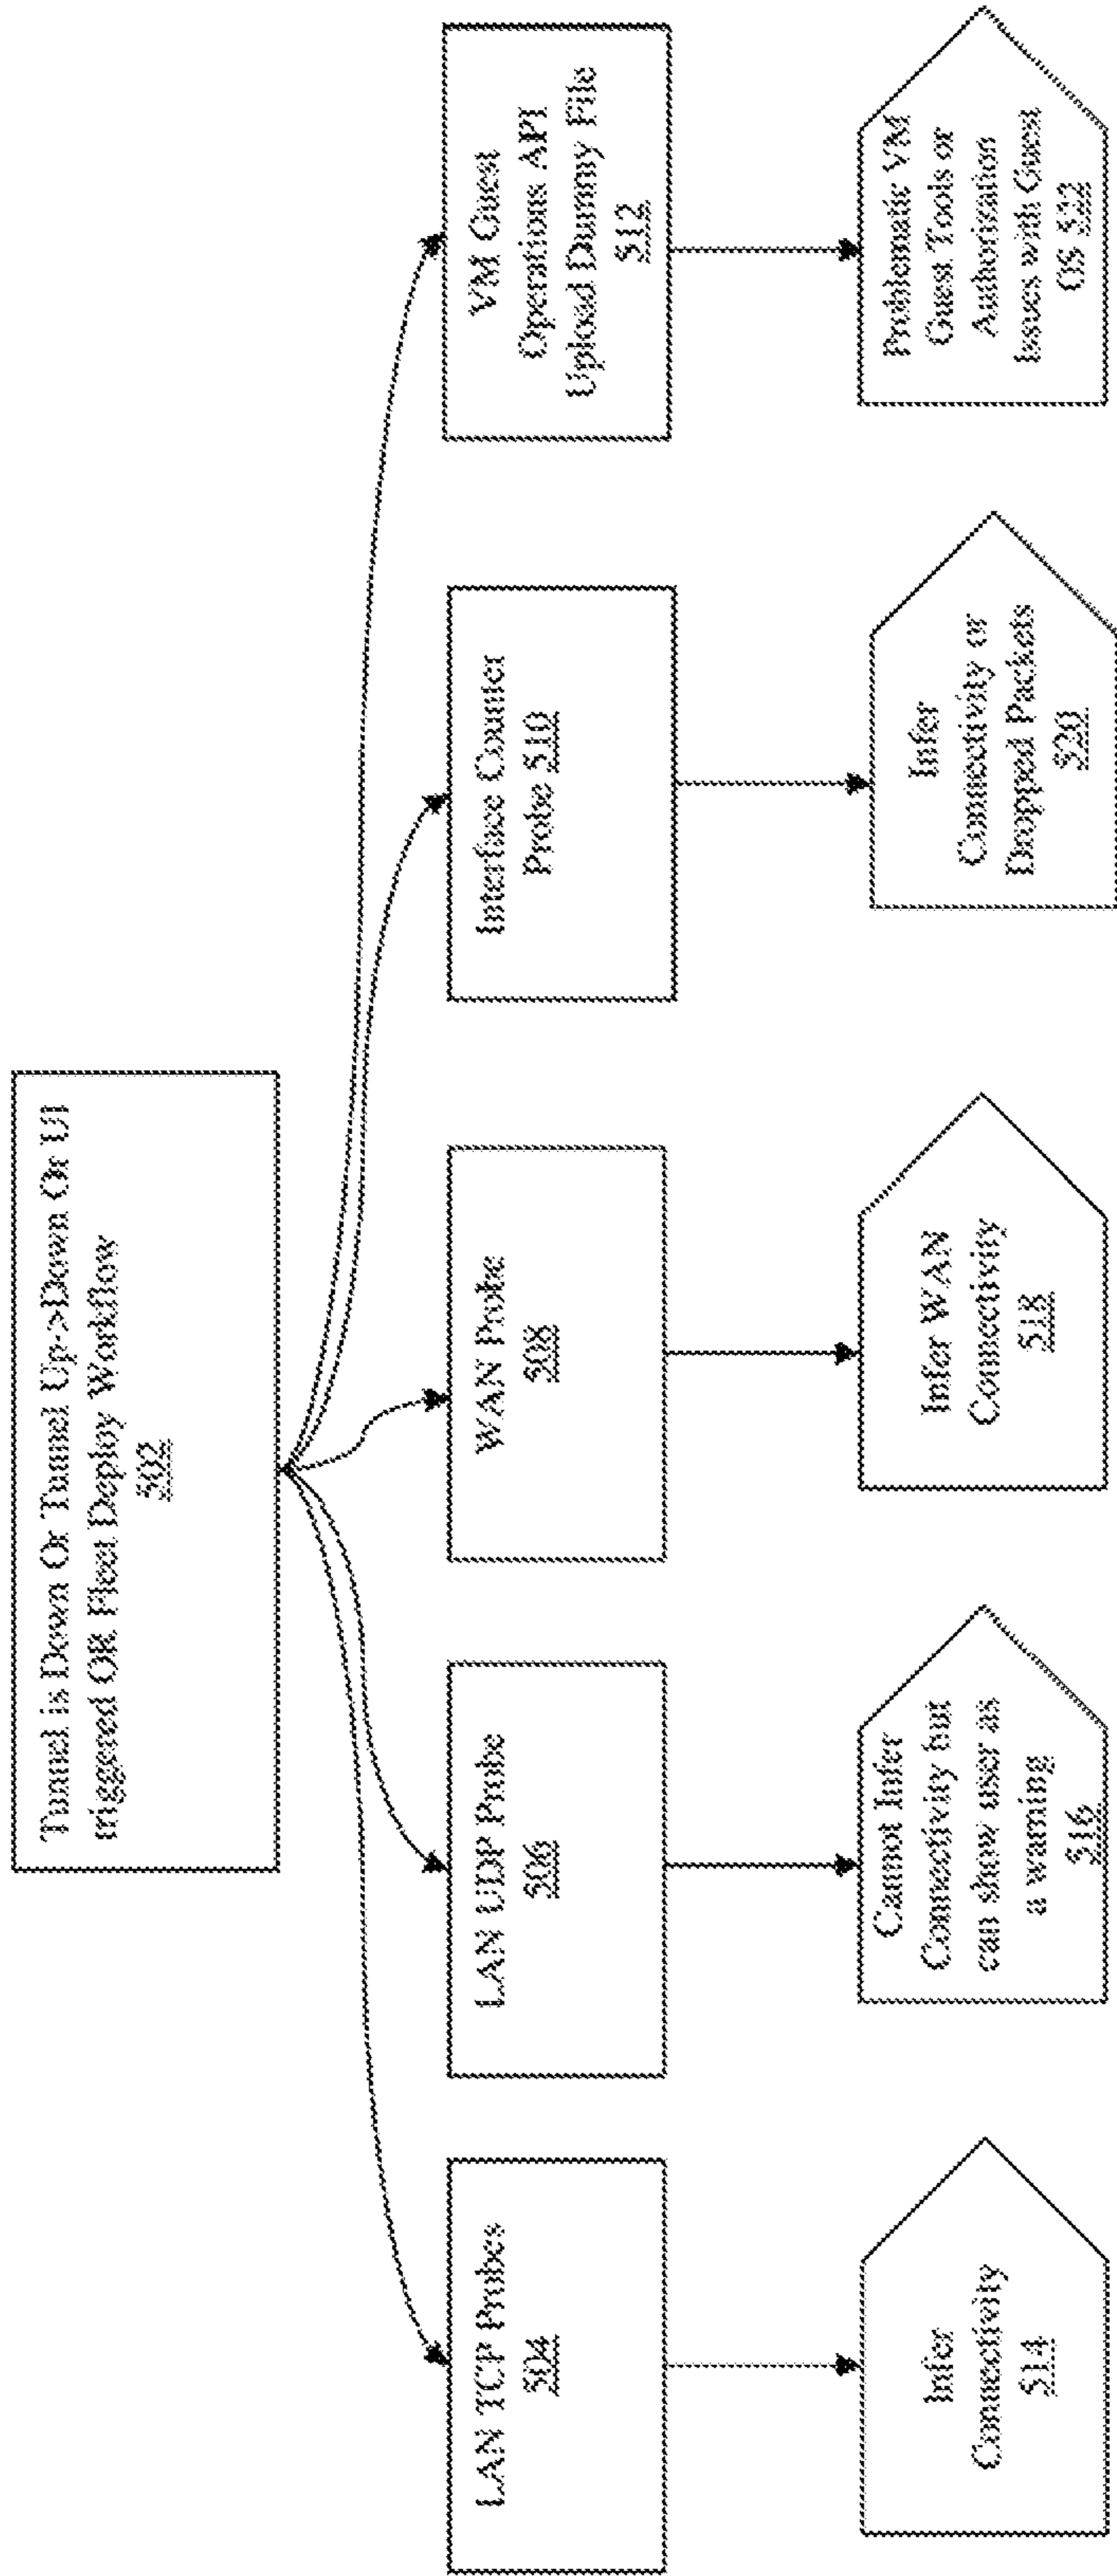 Tunnel is Down Or Tunnel Up->Down Or UI
triggered OR Fleet Deploy Workflow
502
LAN TCP Probes
504
LAN UDP Probe
506
WAN Probe
508
Interface Counter
Probe 510
VM Guest
Operations API
Upload Dummy File
512
Infer
Connectivity
514
Cannot Infer
Connectivity but
can show user as
a warning
516
Infer WAN
Connectivity
518
Infer
Connectivity or
Dropped Packets
520
Problematic VM
Guest Tools or
Authorization
Issues with Guest
OS 522